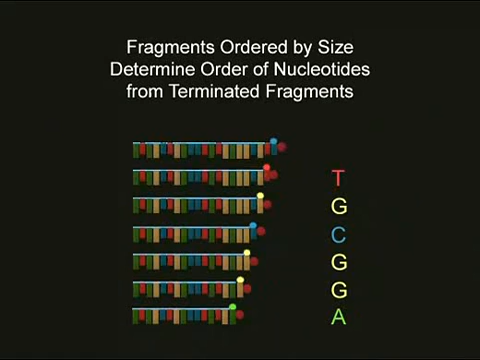 Fragments Ordered by Size
Determine Order of Nucleotides
from Terminated Fragments
T
G
C
G
G
A